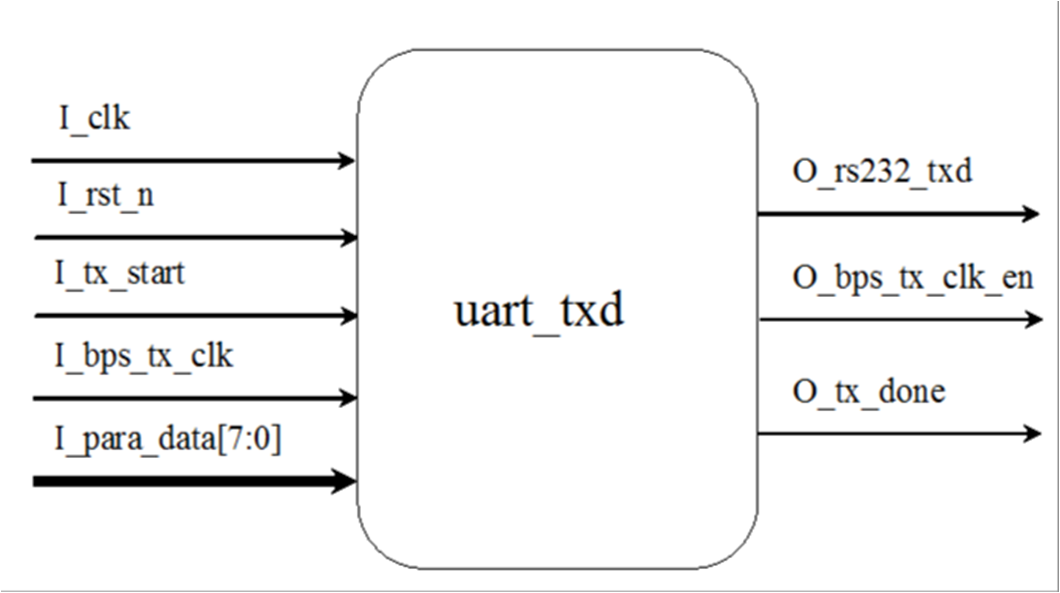 I_clk
I_rst_n
I_tx_start
I_bps_tx_clk
I_para_data[7:0]
uart_txd
O_rs232_txd
O_bps_tx_clk_en
O_tx_done